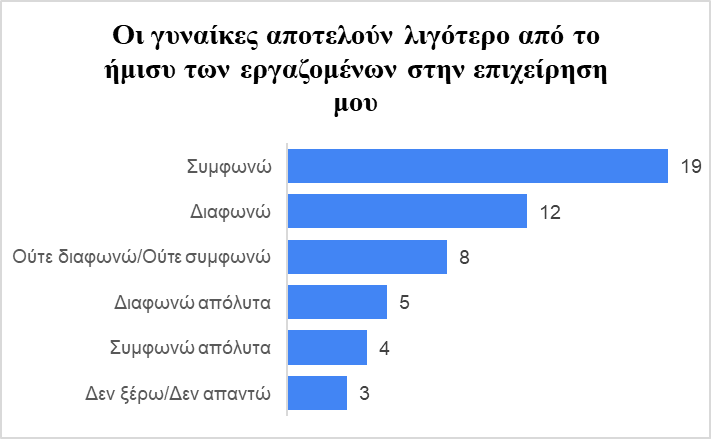 Οι γυναίκες αποτελούν λιγότερο από το
ήμισυ των εργαζομένων στην επιχείρηση
μου
Συμφωνώ 19
Διαφωνώ 12
Ούτε διαφωνώ/Ούτε συμφωνώ 8
Διαφωνώ απόλυτα 5
Συμφωνώ απόλυτα 4
Δεν ξέρω/Δεν απαντώ 3